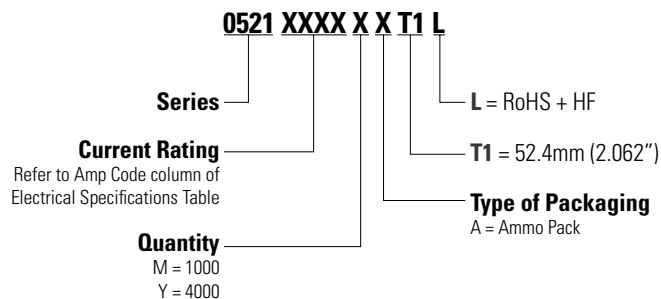 0521 XXXX X X T1 L
Series
Current Rating
Refer to Amp Code column of
Electrical Specifications Table
Quantity
M = 1000
Y = 4000
L = RoHS + HF
T1 = 52.4mm (2.062”)
Type of Packaging
A = Ammo Pack